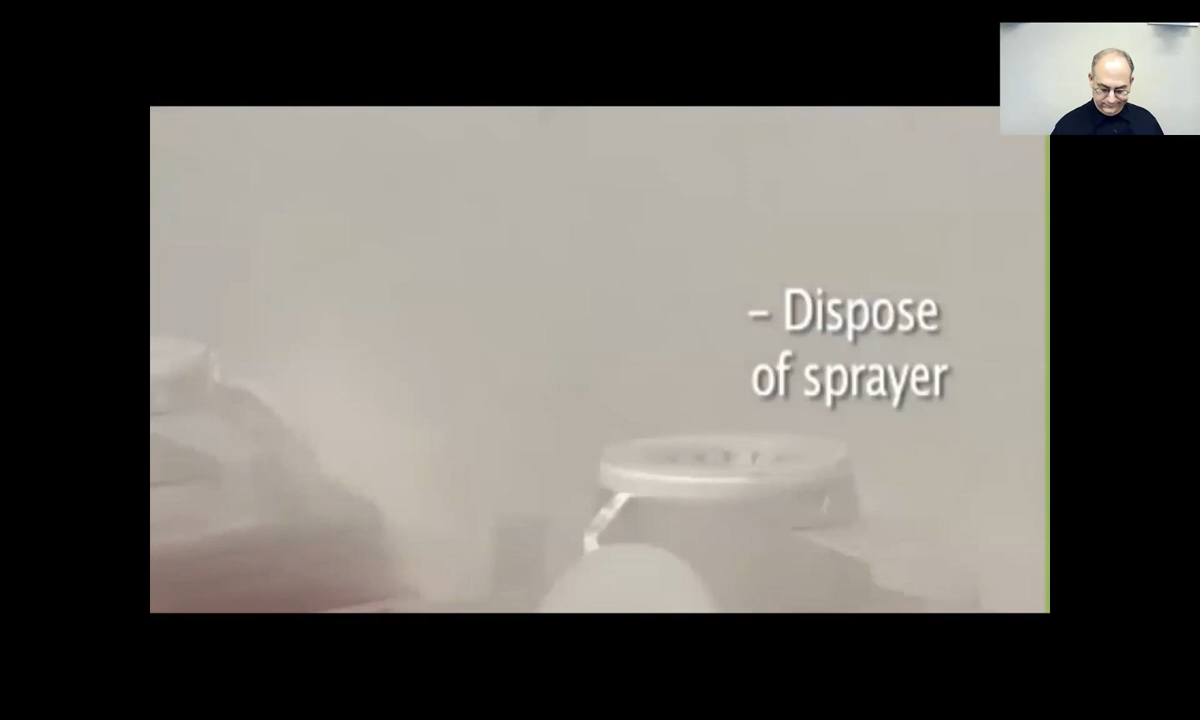 – Dispose
of sprayer